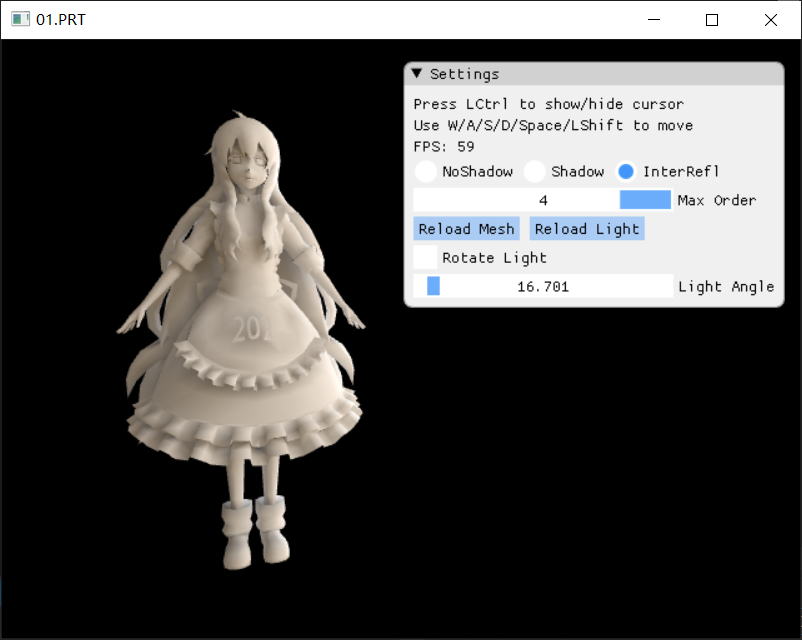 01.PRT
Settings
Press LCtrl to show/hide cursor
Use W/A/S/D/Space/LShift to move
FPS: 59
NoShadow Shadow InterRefl
4 Max Order
Reload Mesh Reload Light
Rotate Light
16.701 Light Angle
202